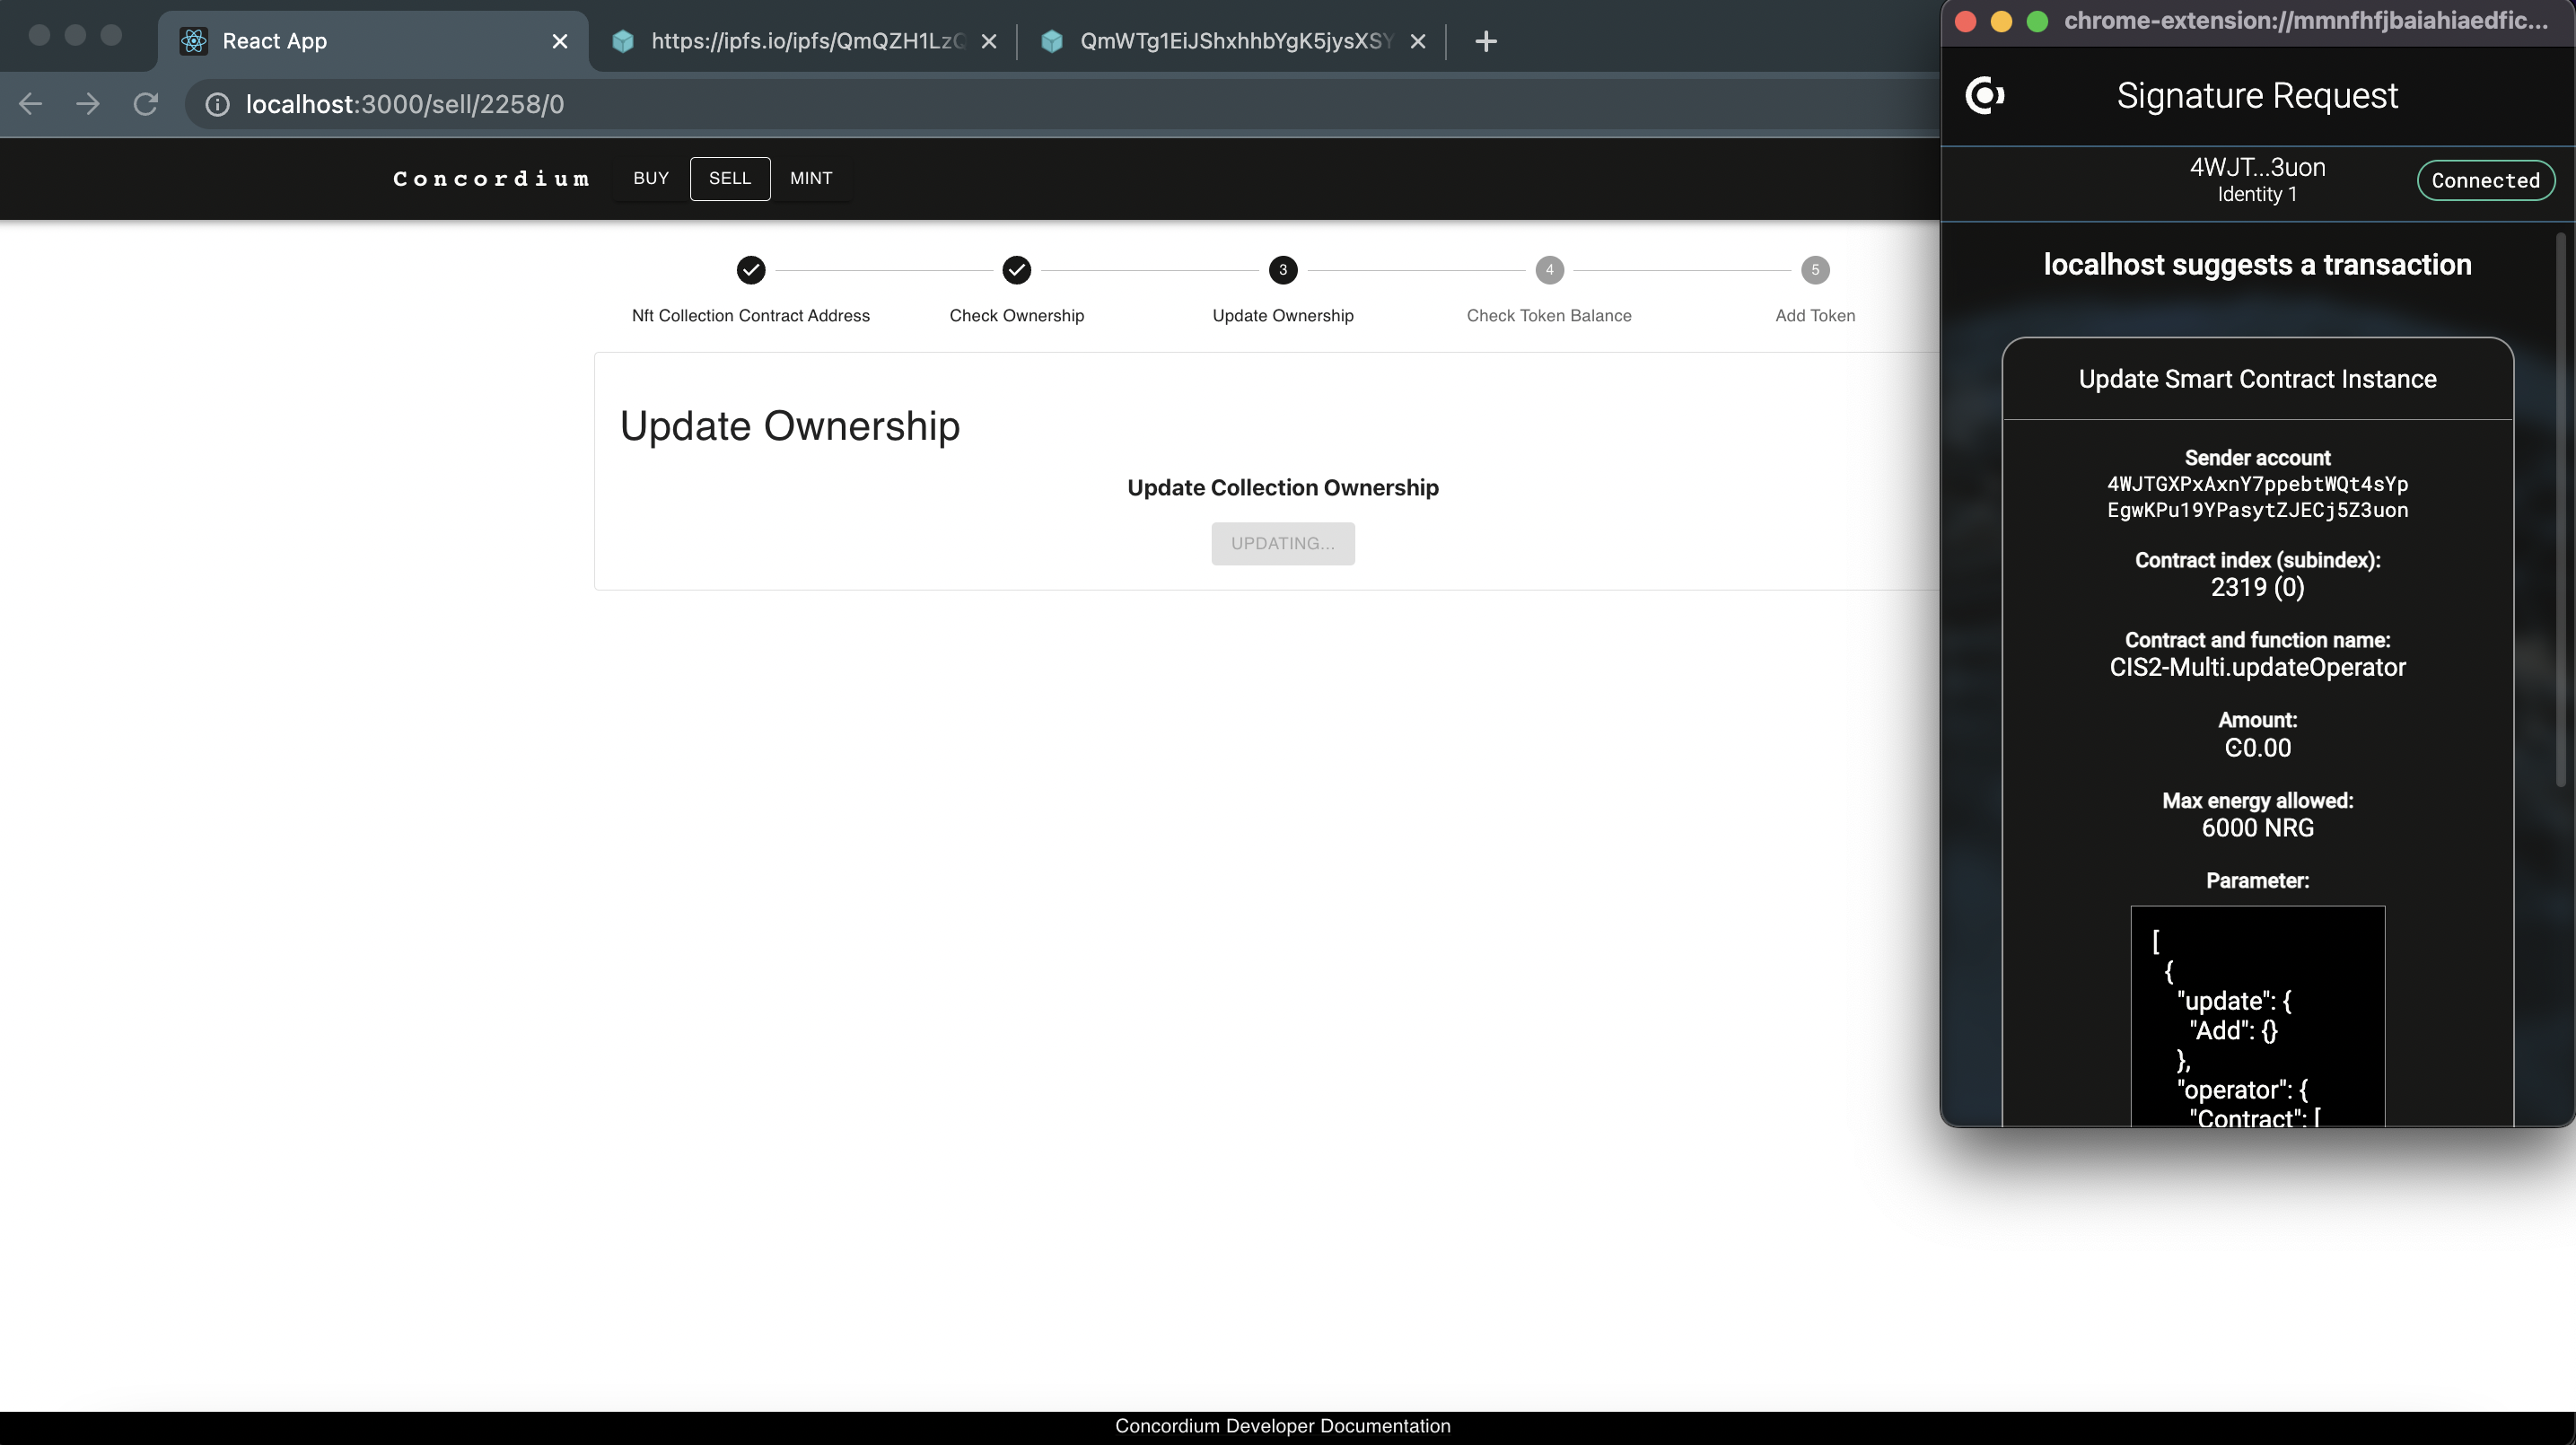 React App
https://ipfs.io/ipfs/QmQZH1LzQ
QmWTg1EiJShxhhbYgK5jysXSY
localhost:3000/sell/2258/0
Concordium
BUY
SELL
MINT
Nft Collection Contract Address
Check Ownership
3
Update Ownership
4
Check Token Balance
5
Add Token
Update Ownership
Update Collection Ownership
UPDATING...
Concordium Developer Documentation
chrome-extension://mmnfhfjbaiahiaedfic...
Signature Request
4WJT...3uon
Identity 1
Connected
localhost suggests a transaction
Update Smart Contract Instance
Sender account
4WJTGXPxAxnY7ppebtWQt4sYp
EgwKPu19YPasytZJECj5Z3uon
Contract index (subindex):
2319 (0)
Contract and function name:
CIS2-Multi.updateOperator
Amount:
Ͼ0.00
Max energy allowed:
6000 NRG
Parameter:
[
{
"update": {
"Add": {}
},
"operator": {
"Contract": [